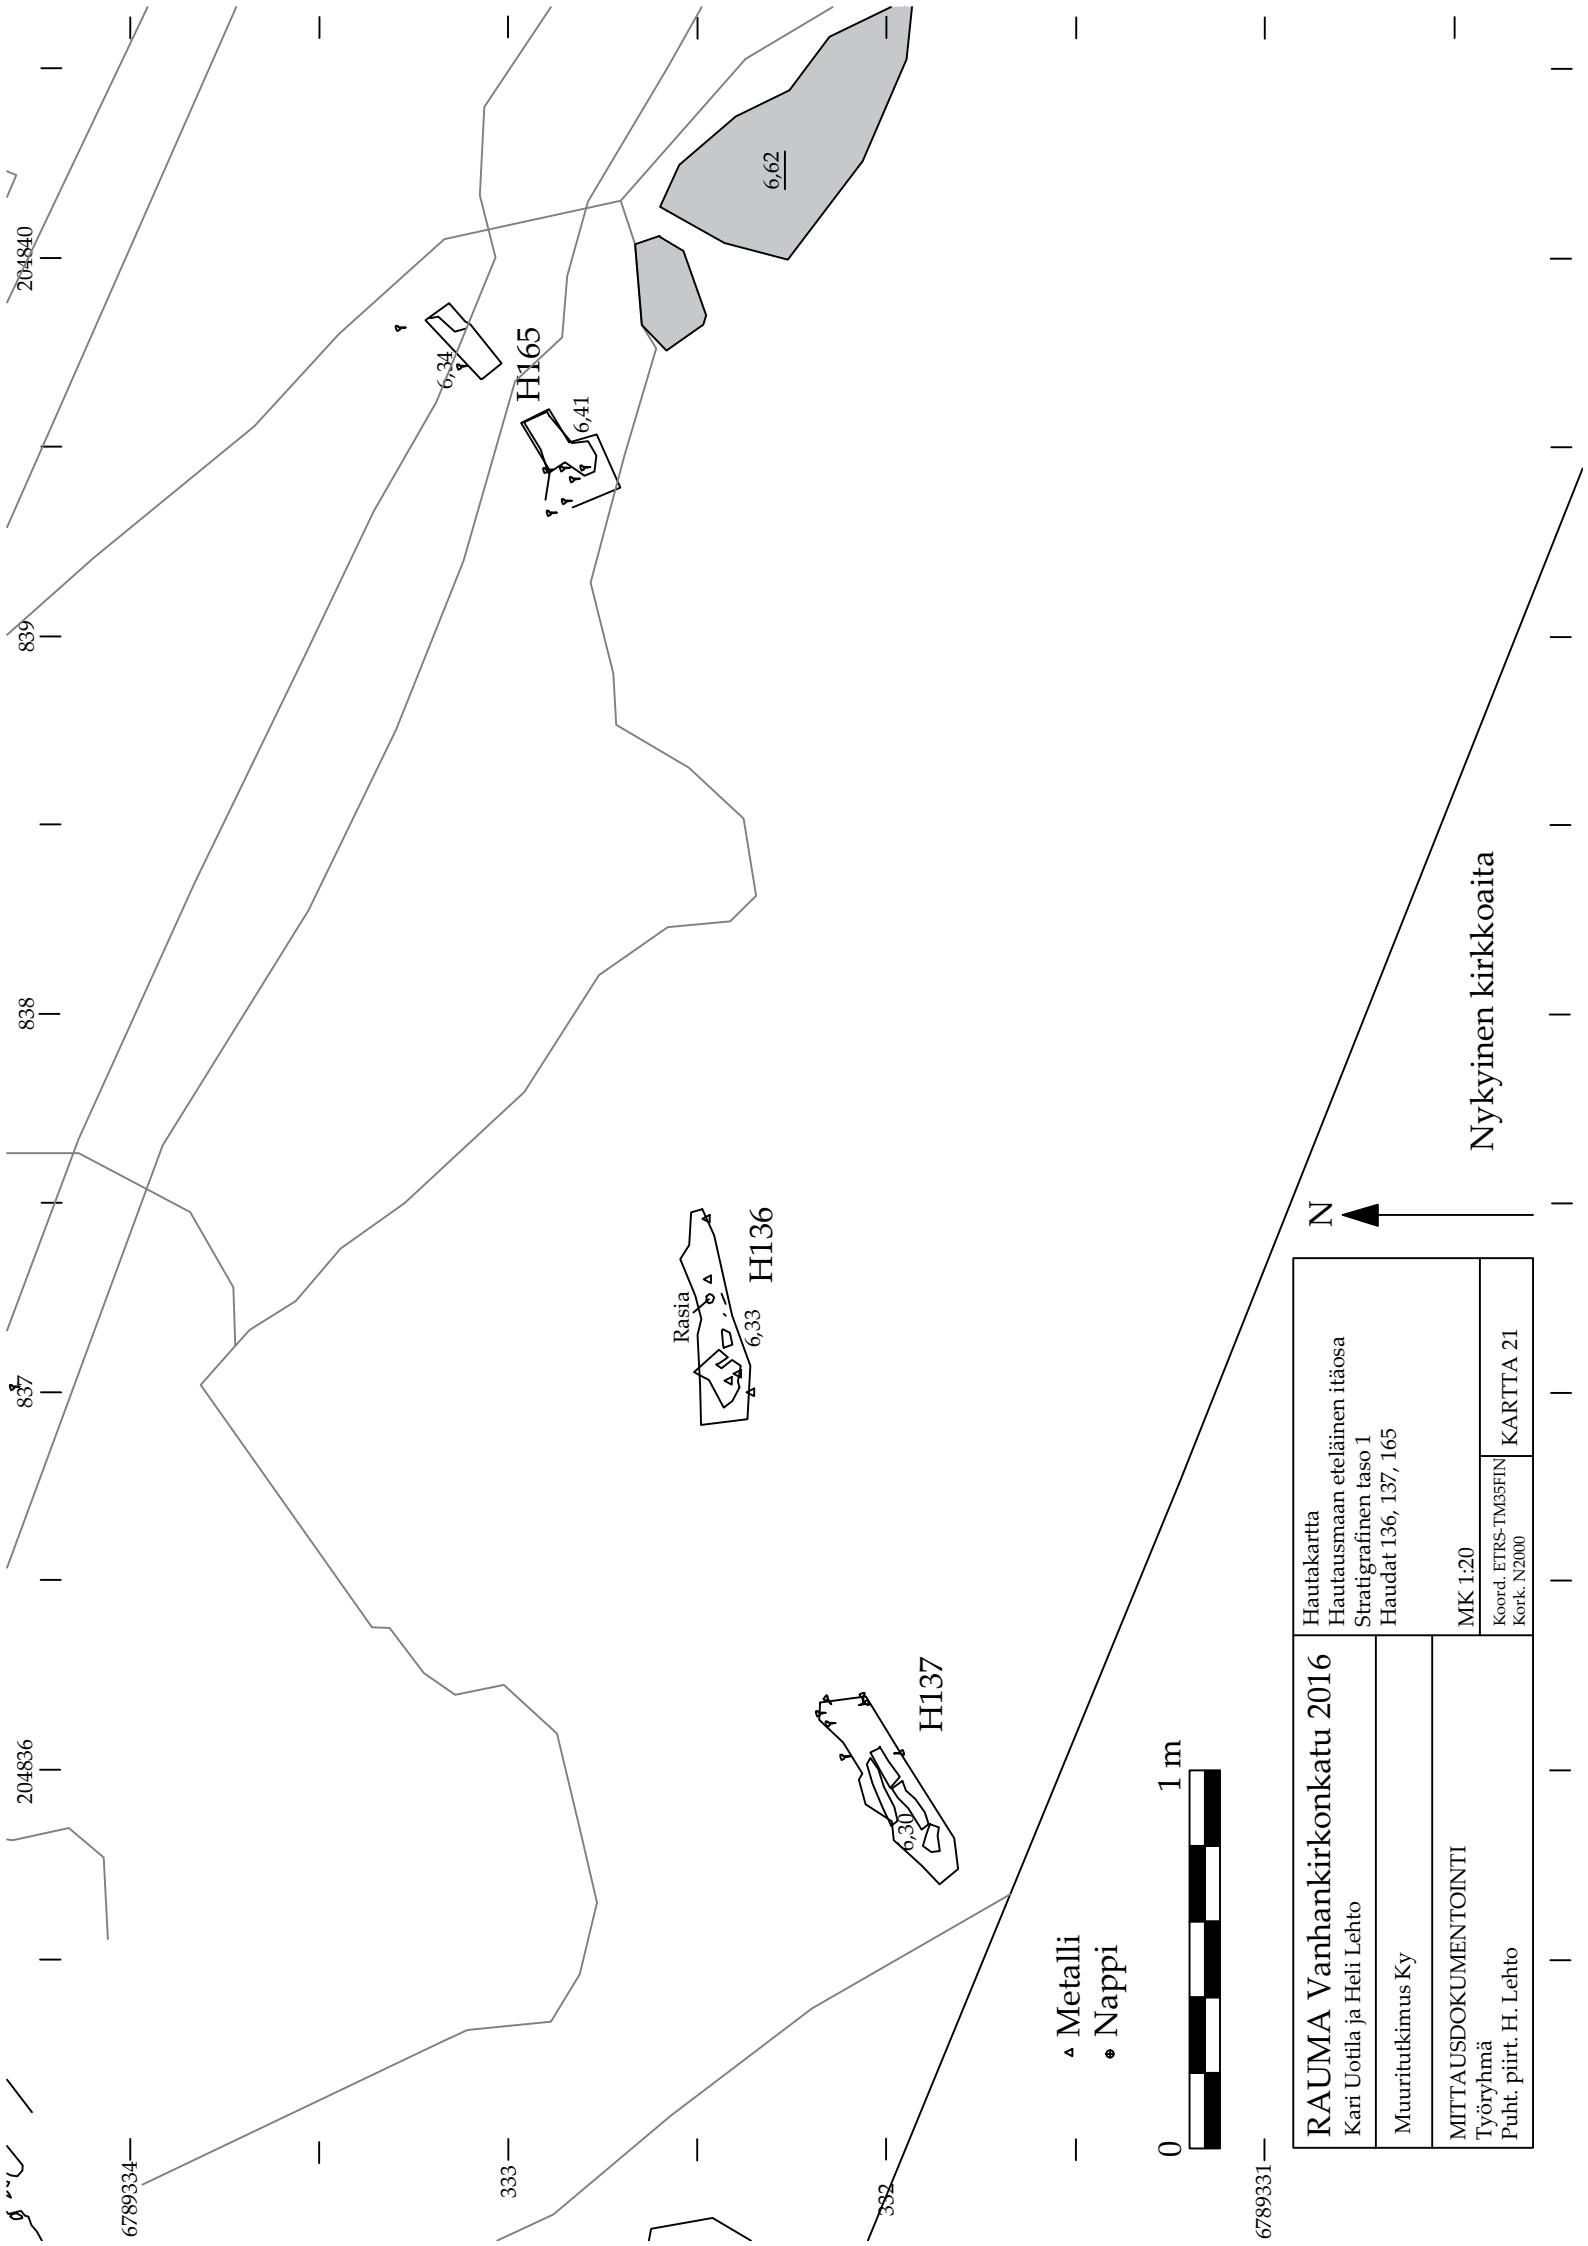 204836
837
838
839
204840
6789334
333
332
6789331
6,34
H165
6,41
6,62
Rasia
6,33
H136
6,30
H137
Metalli
Nappi
0
1 m
N
Nykyinen kirkkoaita
RAUMA Vanhankirkonkatu 2016
Kari Uotila ja Heli Lehto
Muuritutkimus Ky
MITTAUSDOKUMENTOINTI
Työryhmä
Puht. piirt. H. Lehto
Hautakartta
Hautausmaan eteläinen itäosa
Stratigrafinen taso 1
Haudat 136, 137, 165
MK 1:20
Koord. ETRS-TM35FIN
Kork. N2000
KARTTA 21